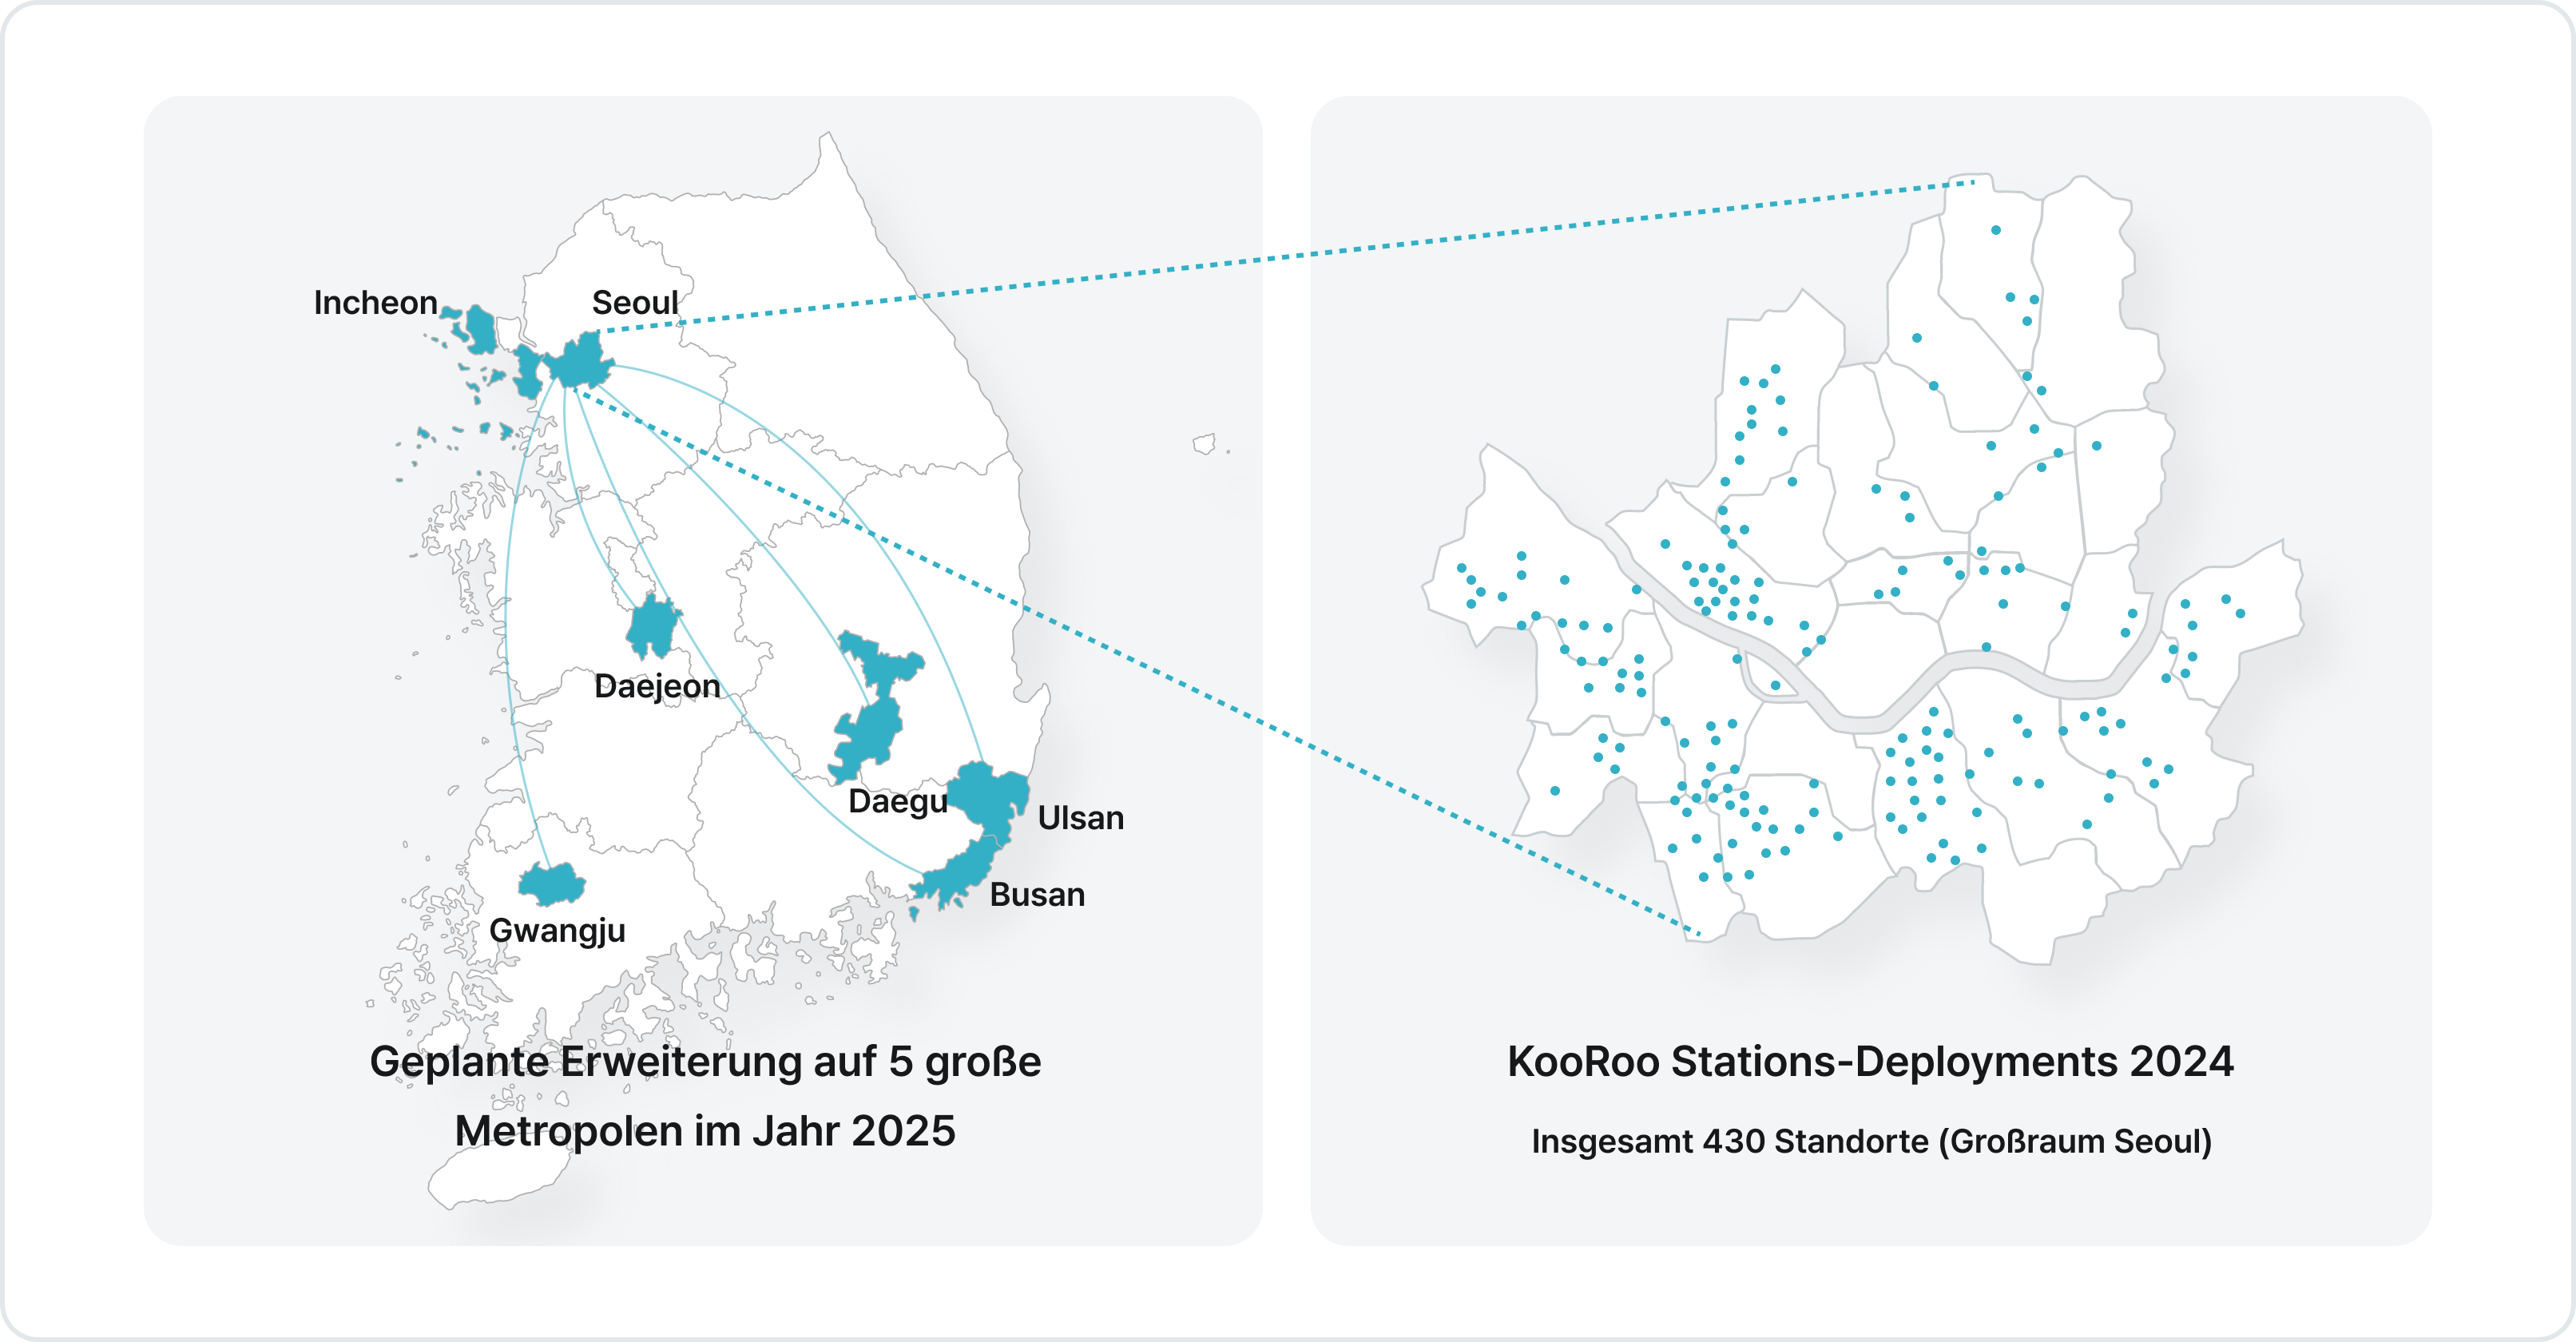 Incheon
Seoul
Daejeon
Daegu
Ulsan
Busan
Gwangju
Geplante Erweiterung auf 5 große
Metropolen im Jahr 2025
KooRoo Stations-Deployments 2024
Insgesamt 430 Standorte (Großraum Seoul)